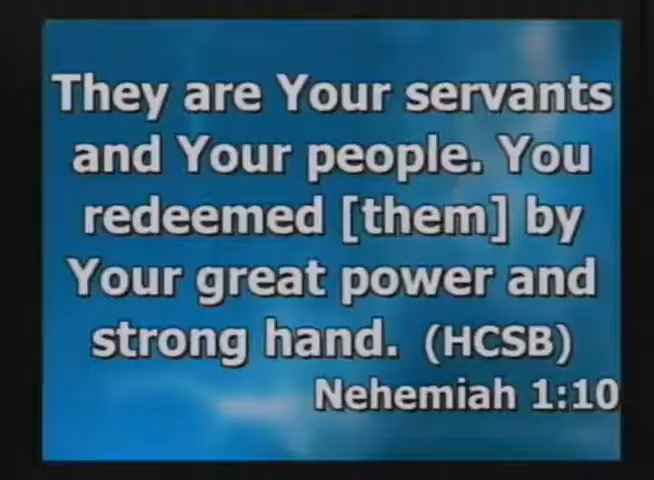 They are Your servants
and Your people. You
redeemed [them] by
Your great power and
strong hand. (HCSB)
Nehemiah 1:10